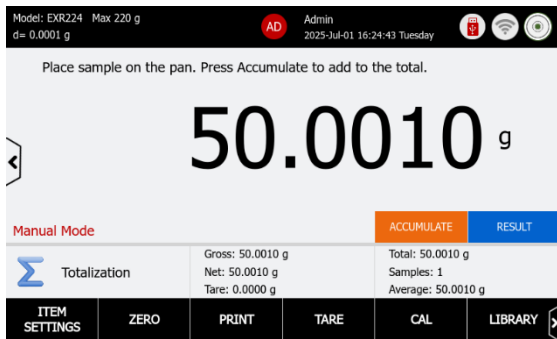 Model: EXR224 Max 220 g
d= 0.0001 g
AD
Admin
2025-Jul-01 16:24:43 Tuesday
Place sample on the pan. Press Accumulate to add to the total.
50.0010 g
Manual Mode
ACCUMULATE
RESULT
Totalization
Gross: 50.0010 g
Net: 50.0010 g
Tare: 0.0000 g
Total: 50.0010 g
Samples: 1
Average: 50.0010 g
ITEM
SETTINGS
ZERO
PRINT
TARE
CAL
LIBRARY